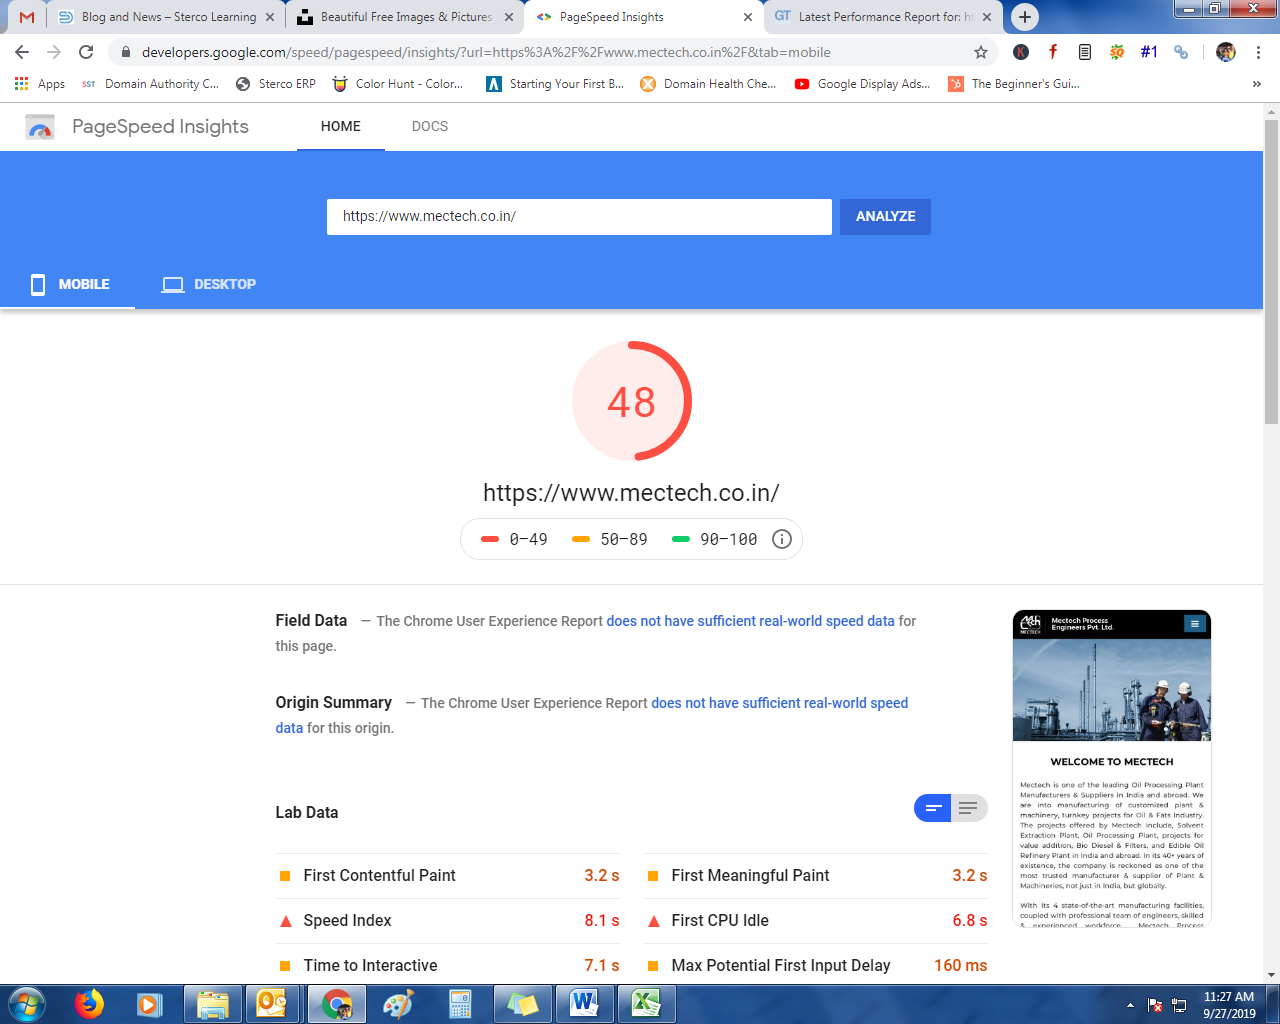 Blog and News – Sterco Learning
Beautiful Free Images & Pictures
PageSpeed Insights
GT Latest Performance Report for: ht
developers.google.com/speed/pagespeed/insights/?url=https%3A%2F%2Fwww.mectech.co.in%2F&tab=mobile
#1
Apps
SST Domain Authority C...
Sterco ERP
Color Hunt - Color...
Starting Your First B...
Domain Health Che...
Google Display Ads...
The Beginner's Gui...
»
PageSpeed Insights
HOME
DOCS
https://www.mectech.co.in/
ANALYZE
MOBILE
DESKTOP
48
https://www.mectech.co.in/
0–49
50–89
90–100
Field Data — The Chrome User Experience Report does not have sufficient real-world speed data for
this page.
Origin Summary — The Chrome User Experience Report does not have sufficient real-world speed
data for this origin.
Lab Data
First Contentful Paint 3.2 s
First Meaningful Paint 3.2 s
Speed Index 8.1 s
First CPU Idle 6.8 s
Time to Interactive 7.1 s
Max Potential First Input Delay 160 ms
MECTECH
Mectech Process
Engineers Pvt. Ltd.
WELCOME TO MECTECH
Mectech is one of the leading Oil Processing Plant
Manufacturers & Suppliers in India and abroad. We
are into manufacturing of customized plant &
machinery, turnkey projects for Oil & Fats Industry.
The projects offered by Mectech include, Solvent
Extraction Plant, Oil Processing Plant, projects for
value addition, Bio Diesel & Filters, and Edible Oil
Refinery Plant in India and abroad. In its 40+ years of
existence, the company is reckoned as one of the
most trusted manufacturer & supplier of Plant &
Machineries, not just in India, but globally.
With its 4 state-of-the-art manufacturing facilities,
coupled with professional team of engineers, skilled
& experienced workforce, Mectech Process
11:27 AM
9/27/2019